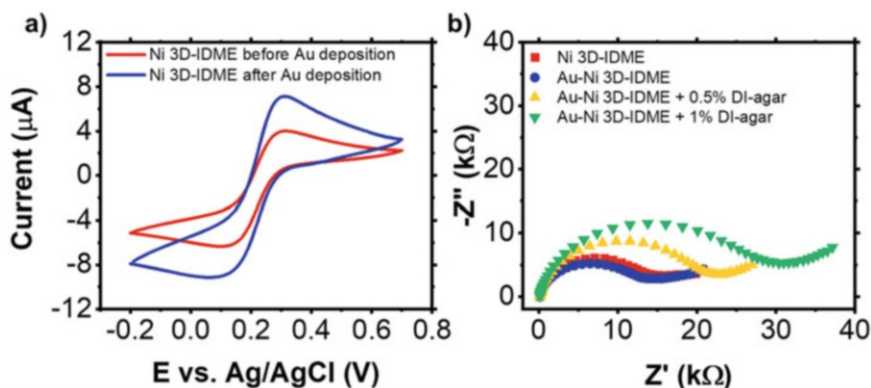 a)
12
8
4
0
-4
-8
-12
Current (µA)
Ni 3D-IDME before Au deposition
Ni 3D-IDME after Au deposition
-0.2 0.0 0.2 0.4 0.6 0.8
E vs. Ag/AgCl (V)
b)
40
30
20
10
0
-Z" (kΩ)
Ni 3D-IDME
Au-Ni 3D-IDME
Au-Ni 3D-IDME + 0.5% DI-agar
Au-Ni 3D-IDME + 1% DI-agar
0 10 20 30 40
Z' (kΩ)